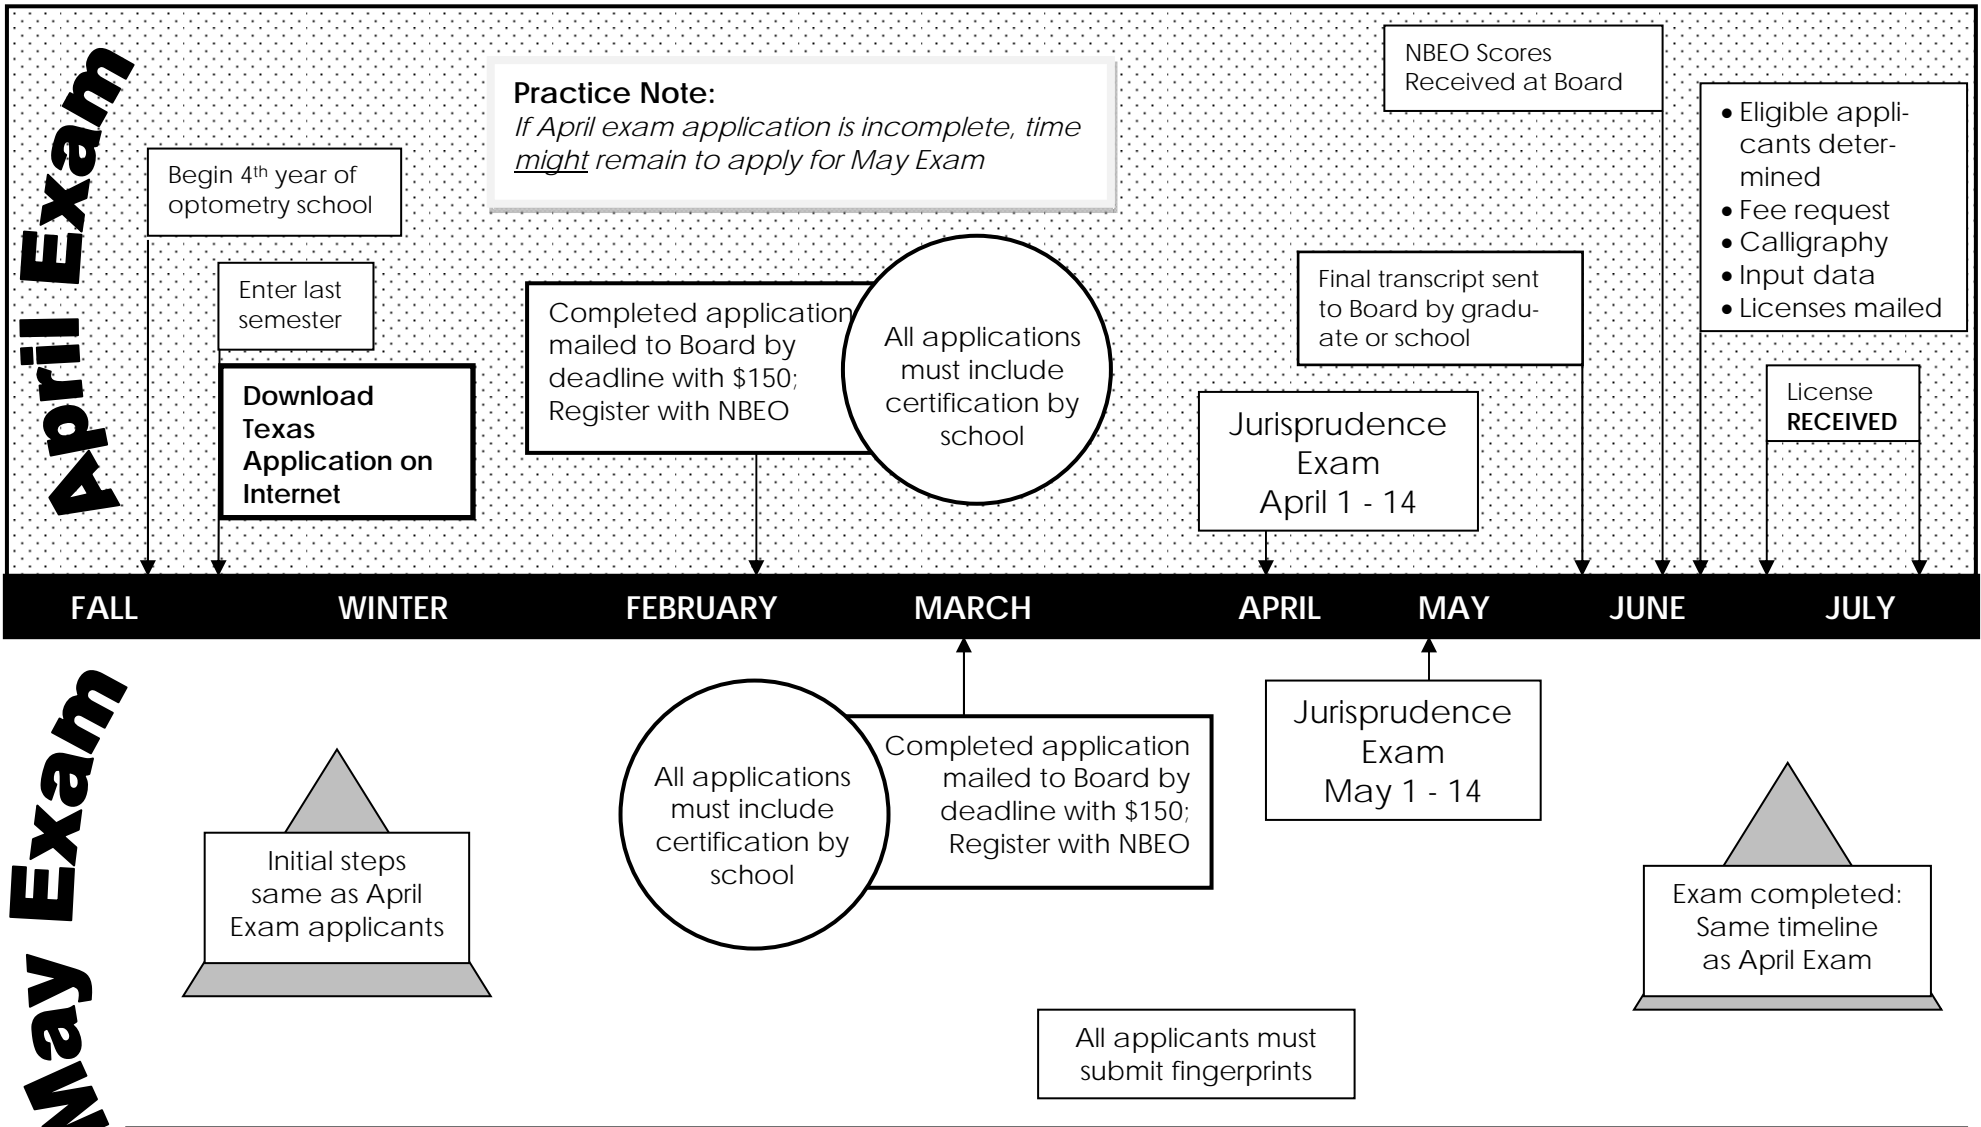 April Exam
Begin 4th year of
optometry school
Enter last
semester
Download
Texas
Application on
Internet
Practice Note:
If April exam application is incomplete, time
might remain to apply for May Exam
Completed application
mailed to Board by
deadline with $150;
Register with NBEO
All applications
must include
certification by
school
Jurisprudence
Exam
April 1 - 14
Final transcript sent
to Board by gradu-
ate or school
NBEO Scores
Received at Board
• Eligible appli-
cants deter-
mined
• Fee request
• Calligraphy
• Input data
• Licenses mailed
License
RECEIVED
FALL WINTER FEBRUARY MARCH APRIL MAY JUNE JULY
May Exam
Initial steps
same as April
Exam applicants
All applications
must include
certification by
school
Completed application
mailed to Board by
deadline with $150;
Register with NBEO
Jurisprudence
Exam
May 1 - 14
Exam completed:
Same timeline
as April Exam
All applicants must
submit fingerprints